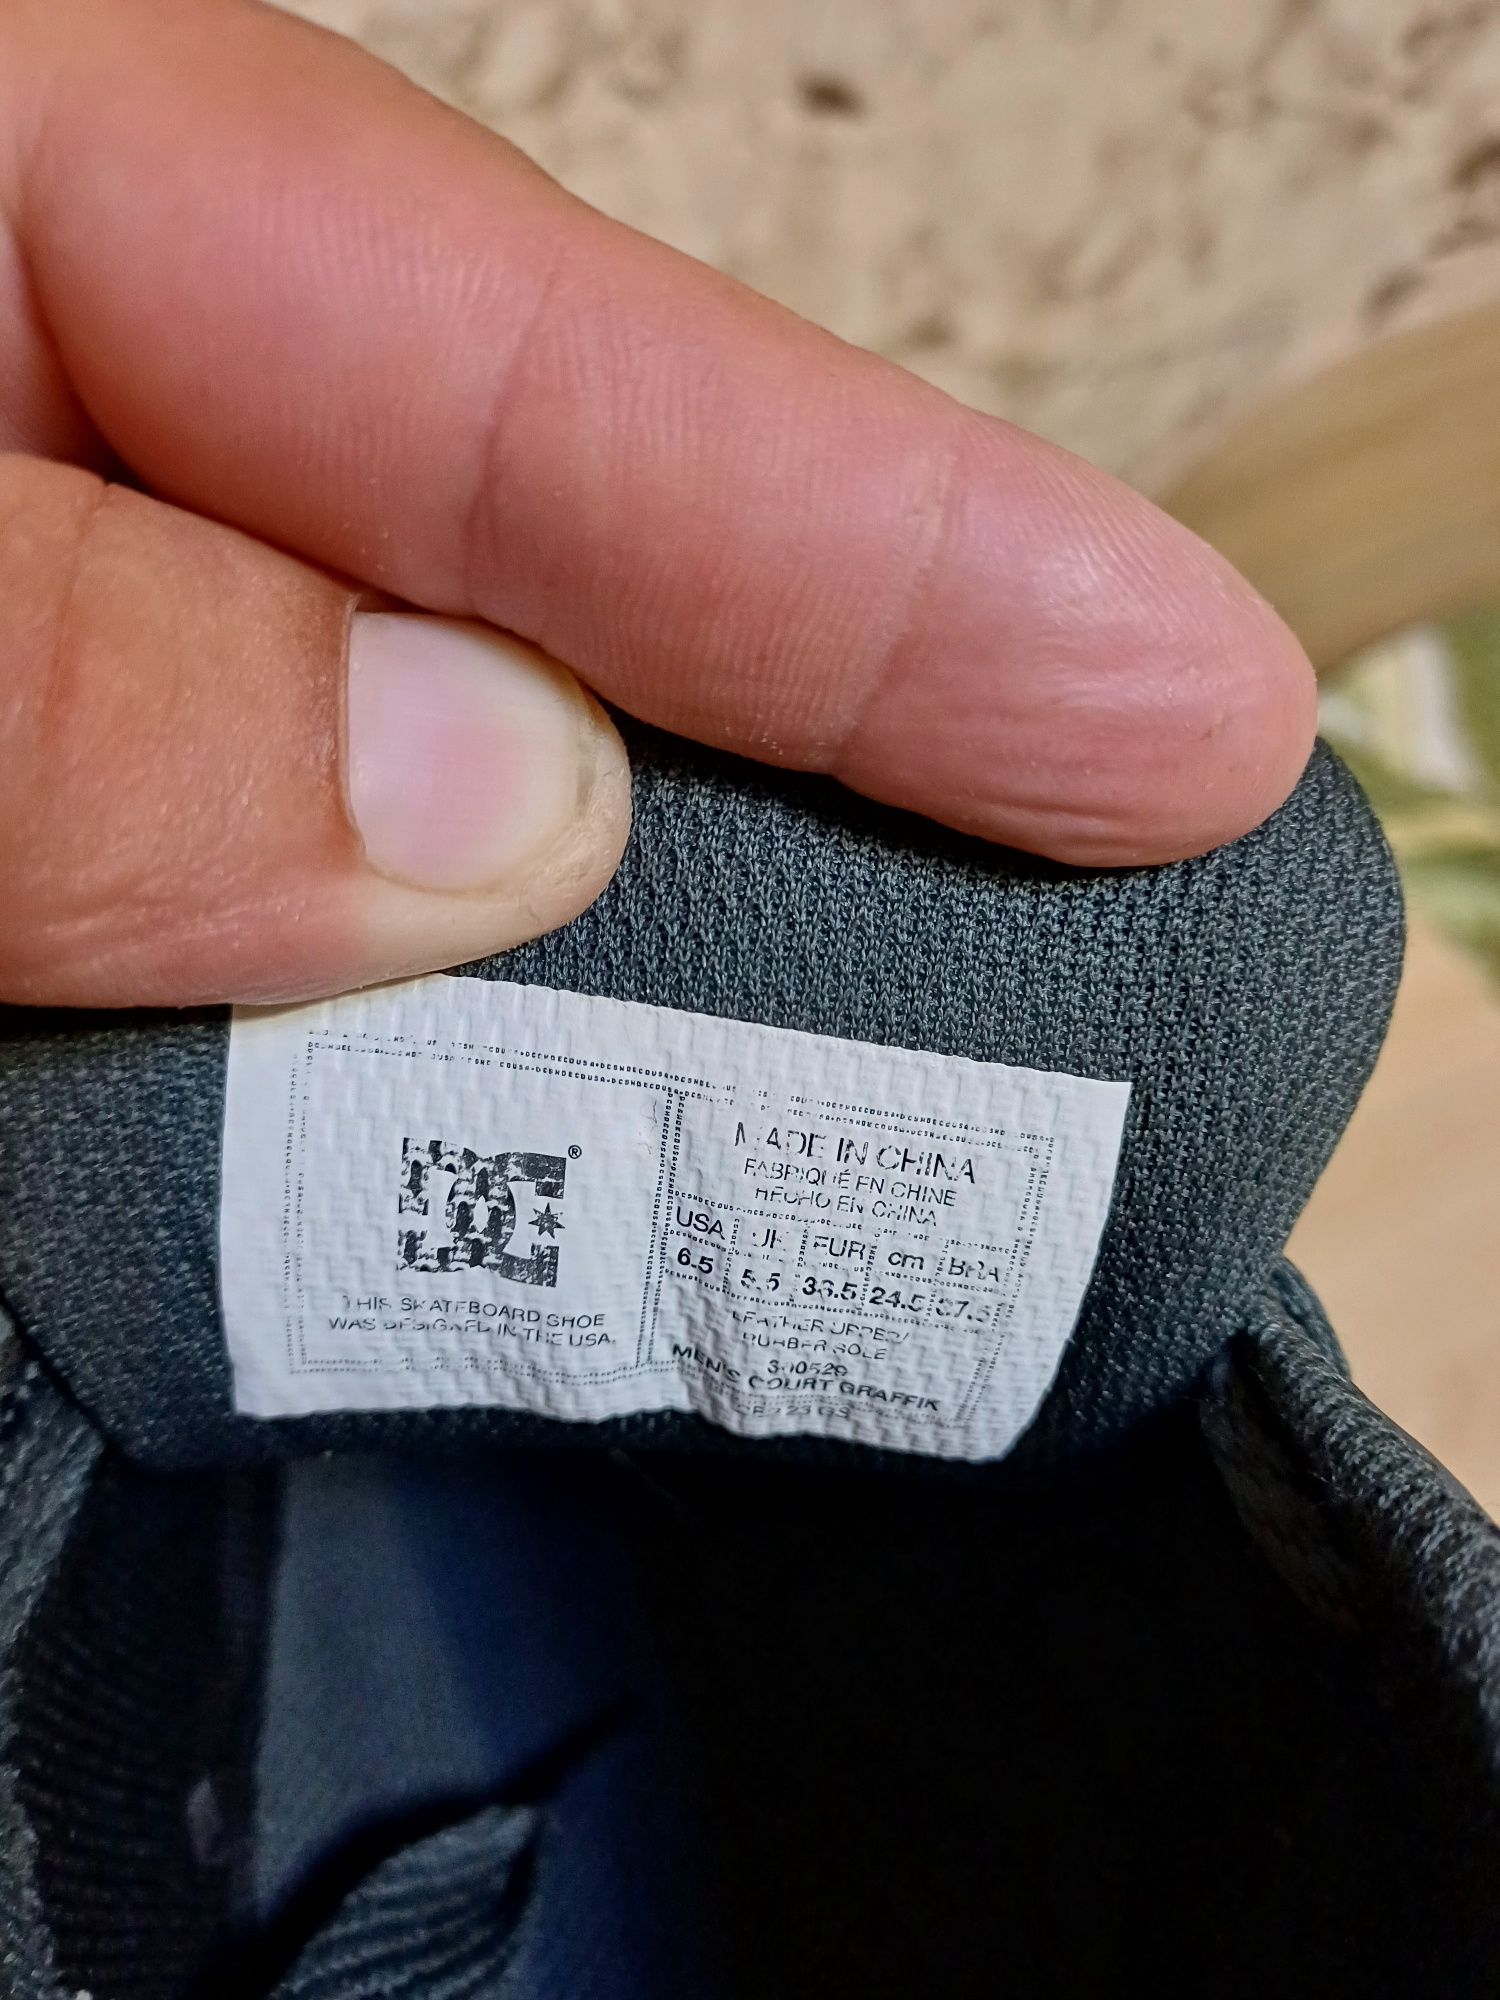 DC®
THIS SKATEBOARD SHOE
WAS DESIGNED IN THE USA.
MADE IN CHINA
FABRIQUÉ EN CHINE
HECHO EN CHINA
USA UK EUR cm BRA
6.5 5.5 38.5 24.5 37.5
LEATHER UPPER/
RUBBER SOLE
300529
MEN'S COURT GRAFFIK